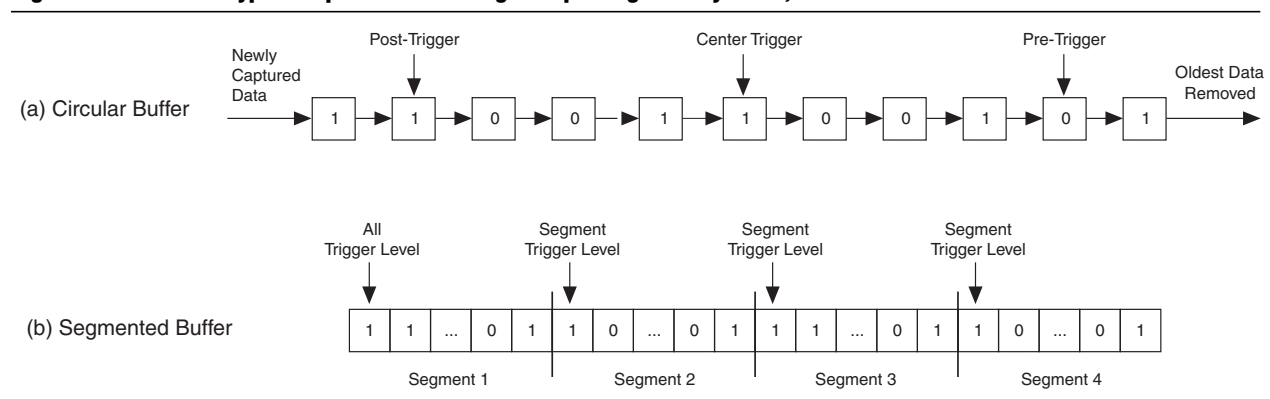 Post-Trigger
Center Trigger
Pre-Trigger
Newly
Captured
Data
Oldest Data
Removed
(a) Circular Buffer
1 1 0 0 1 1 0 0 1 0 1
All
Trigger Level
Segment
Trigger Level
Segment
Trigger Level
Segment
Trigger Level
(b) Segmented Buffer
1 1 ... 0 1 1 0 ... 0 1 1 1 ... 0 1 1 0 ... 0 1
Segment 1
Segment 2
Segment 3
Segment 4